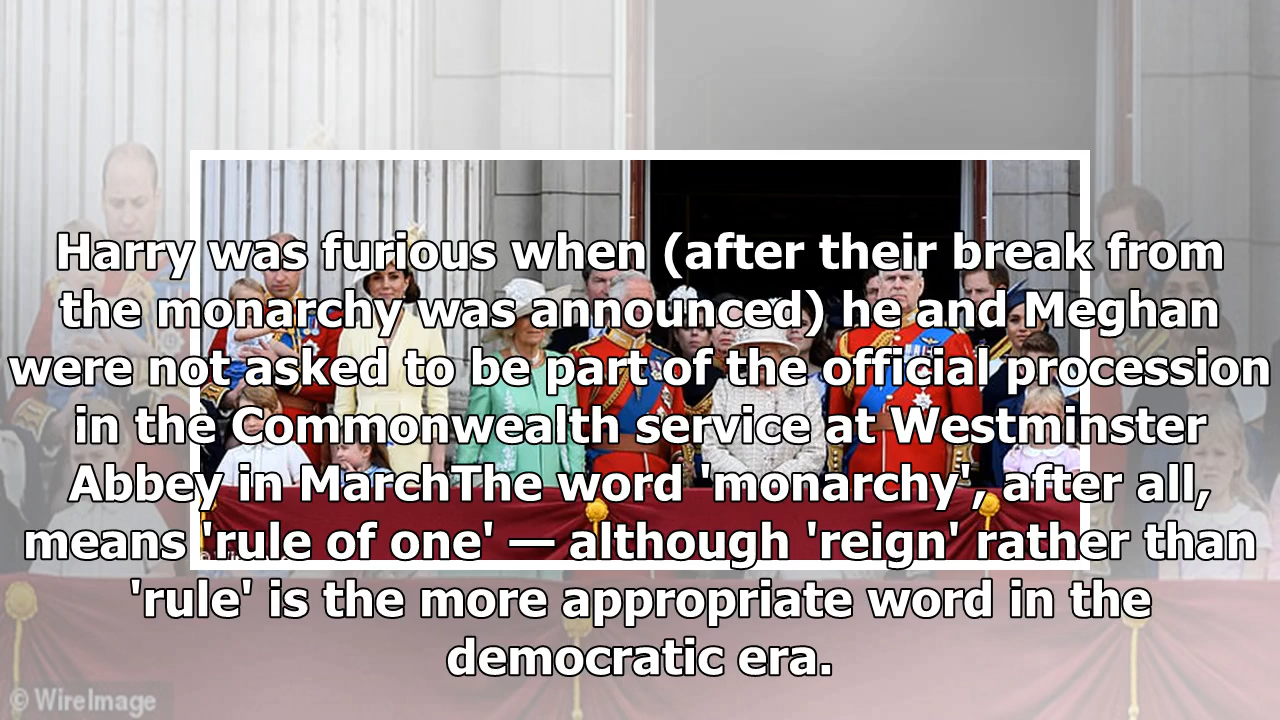 Harry was furious when (after their break from
the monarchy was announced) he and Meghan
were not asked to be part of the official procession
in the Commonwealth service at Westminster
Abbey in MarchThe word 'monarchy', after all,
means 'rule of one' — although 'reign' rather than
'rule' is the more appropriate word in the
democratic era.
© WireImage